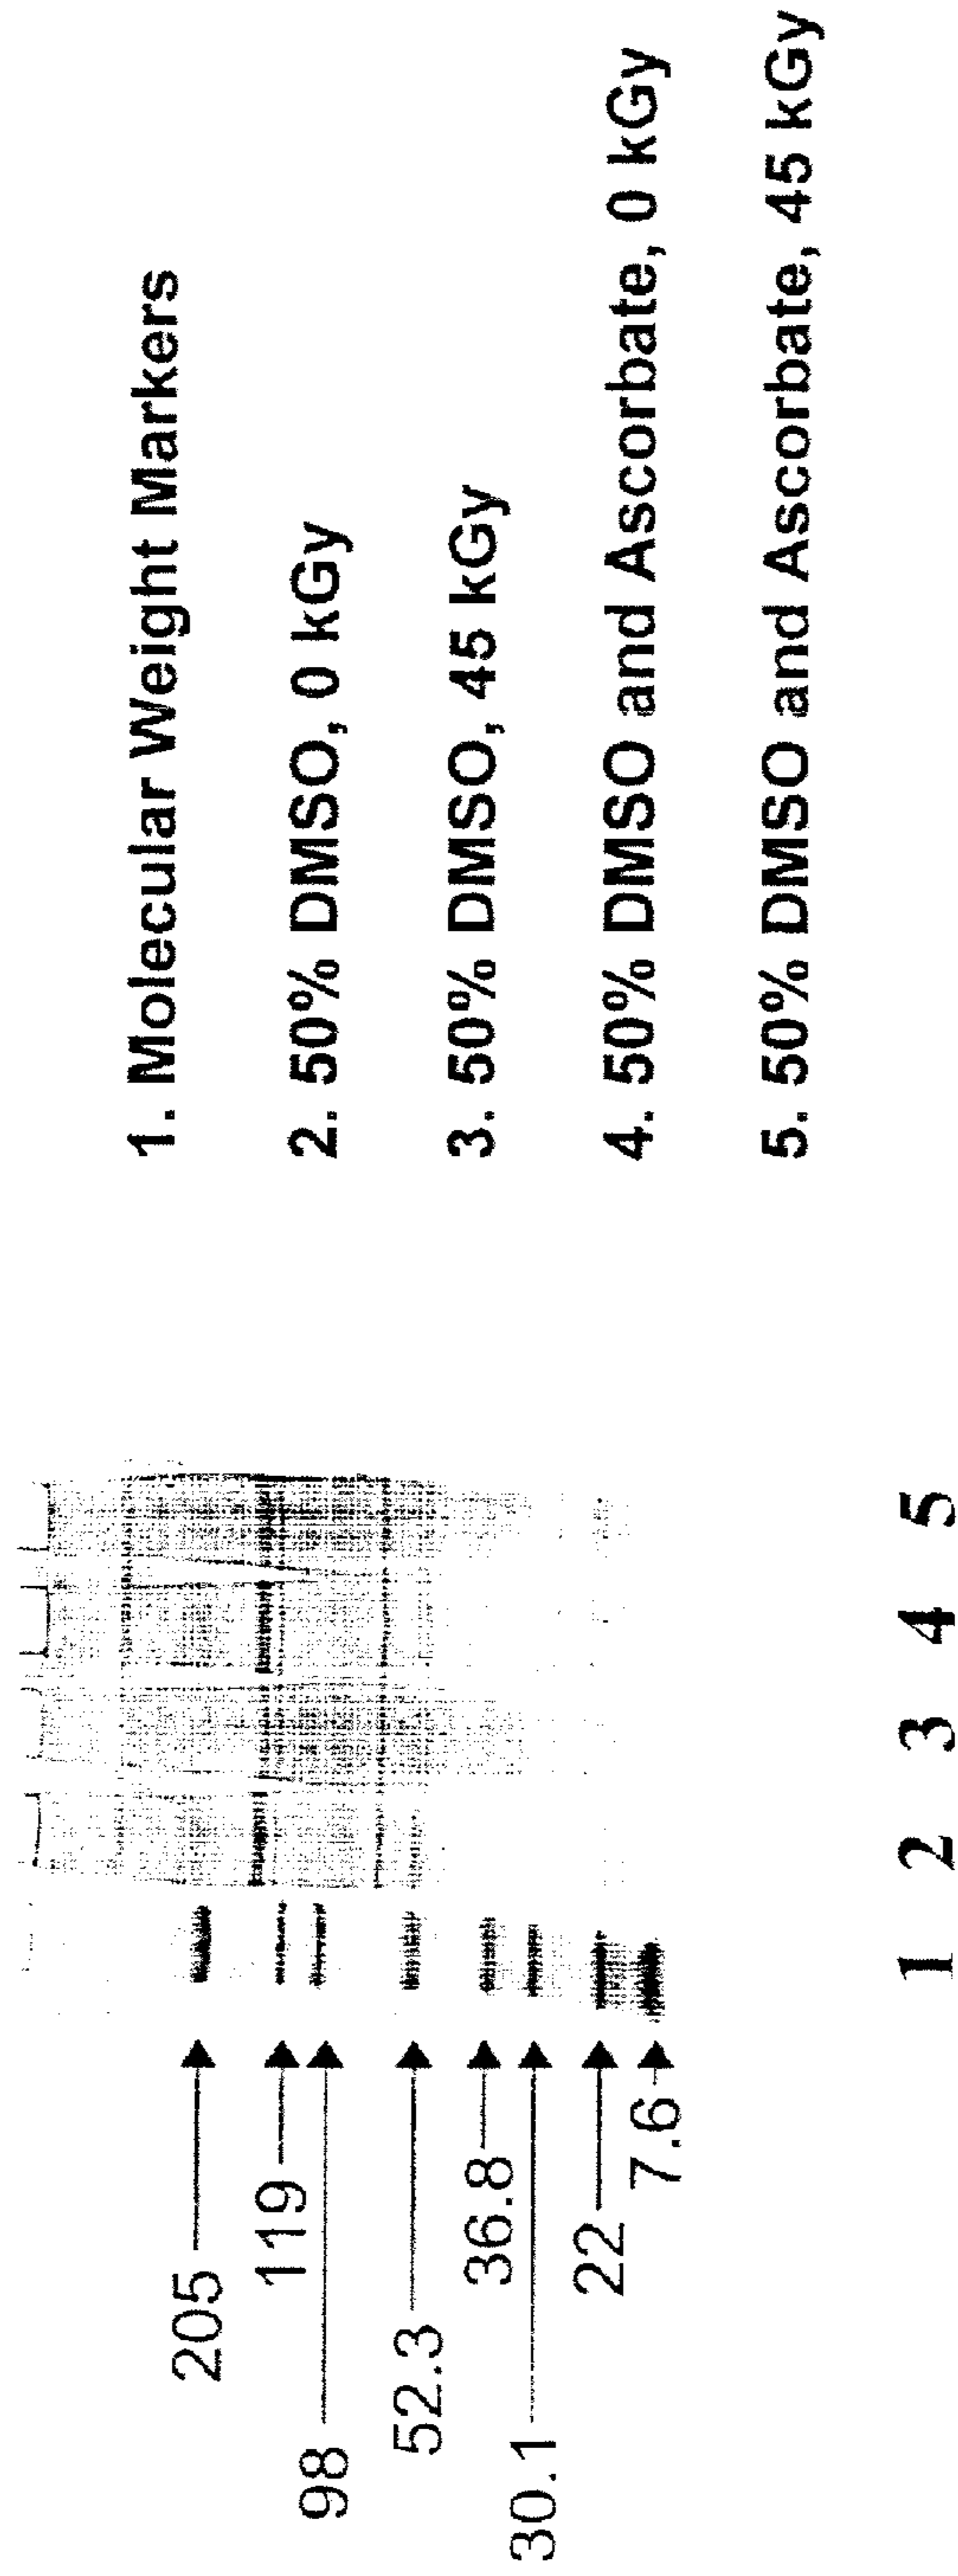 205
119
98
52.3
36.8
30.1
22
7.6
1 2 3 4 5
1. Molecular Weight Markers
2. 50% DMSO, 0 kGy
3. 50% DMSO, 45 kGy
4. 50% DMSO and Ascorbate, 0 kGy
5. 50% DMSO and Ascorbate, 45 kGy